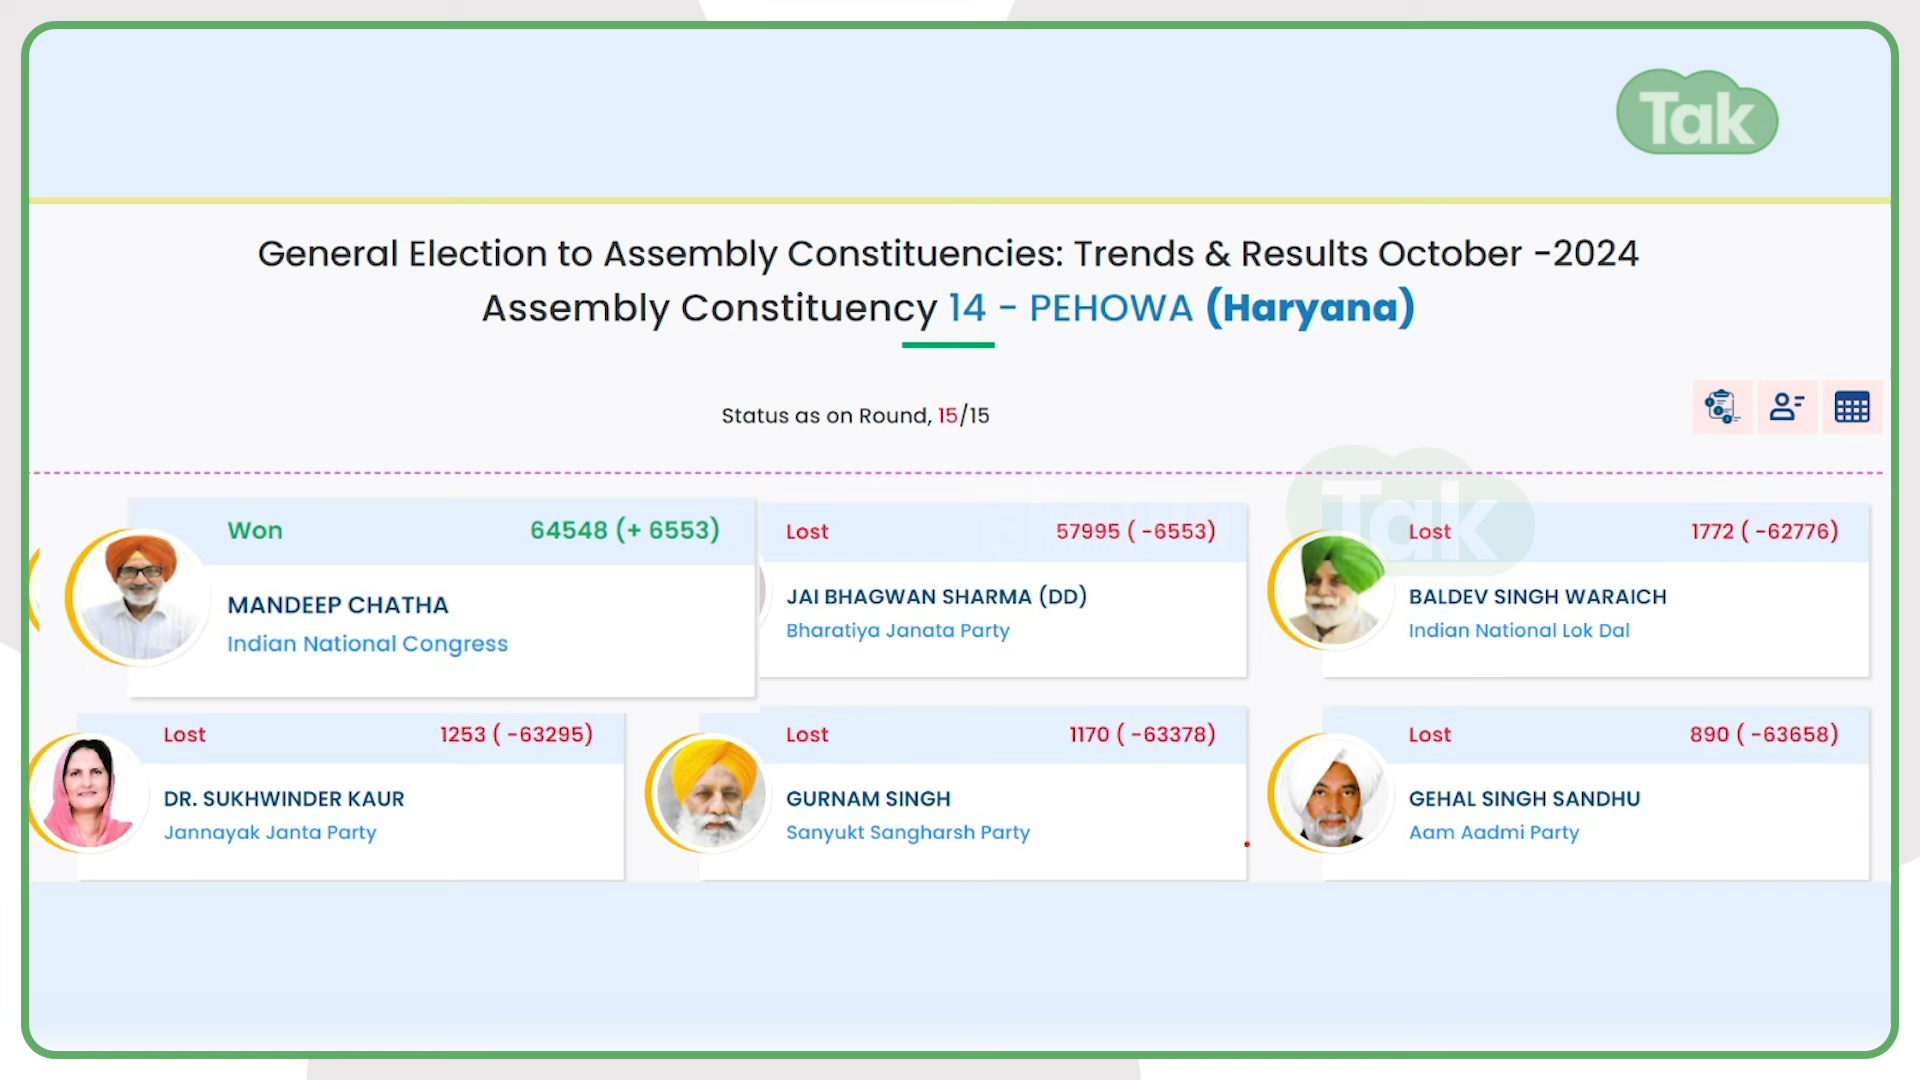 Tak
General Election to Assembly Constituencies: Trends & Results October -2024
Assembly Constituency 14 - PEHOWA (Haryana)
Status as on Round, 15/15
Tak
Won 64548 (+ 6553)
MANDEEP CHATHA
Indian National Congress
Lost 57995 ( -6553)
JAI BHAGWAN SHARMA (DD)
Bharatiya Janata Party
Lost 1772 ( -62776)
BALDEV SINGH WARAICH
Indian National Lok Dal
Lost 1253 ( -63295)
DR. SUKHWINDER KAUR
Jannayak Janta Party
Lost 1170 ( -63378)
GURNAM SINGH
Sanyukt Sangharsh Party
Lost 890 ( -63658)
GEHAL SINGH SANDHU
Aam Aadmi Party